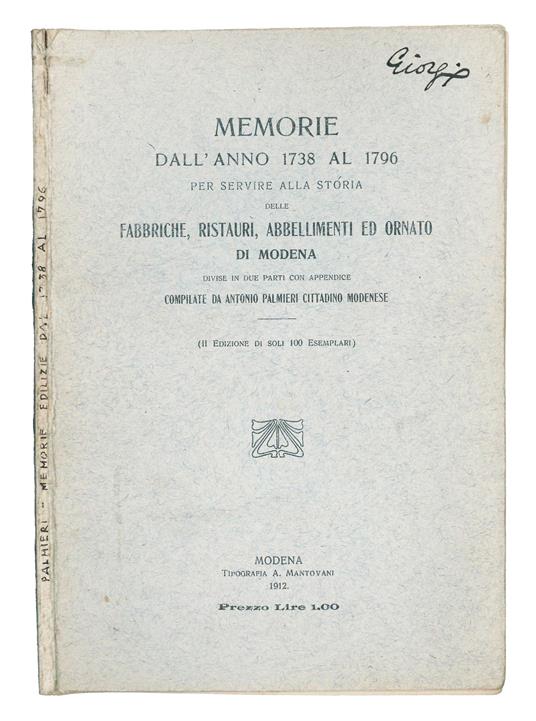 Giorgi
MEMORIE
DALL'ANNO 1738 AL 1796
PER SERVIRE ALLA STORIA
DELLE
FABBRICHE, RISTAURI, ABBELLIMENTI ED ORNATO
DI MODENA
DIVISE IN DUE PARTI CON APPENDICE
COMPILATE DA ANTONIO PALMIERI CITTADINO MODENESE
(II EDIZIONE DI SOLI 100 ESEMPLARI)
MODENA
TIPOGRAFIA A. MANTOVANI
1912.
Prezzo Lire 1.00
PALMIERI - MEMORIE EDILIZIE DAL 1738 AL 1796